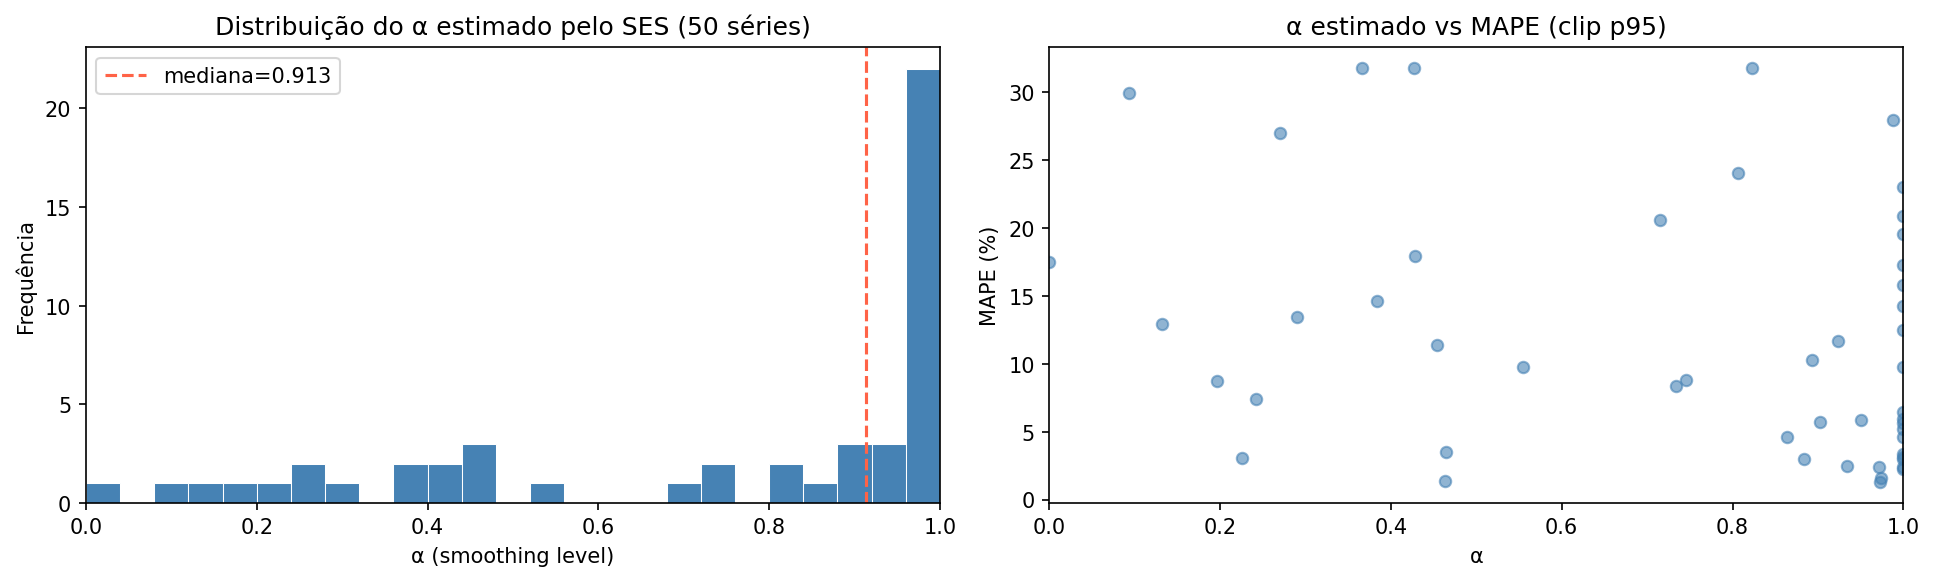 Distribuição do α estimado pelo SES (50 séries)
mediana=0.913
Frequência
20
15
10
5
0
0.0 0.2 0.4 0.6 0.8 1.0
α (smoothing level)
α estimado vs MAPE (clip p95)
MAPE (%)
30
25
20
15
10
5
0
0.0 0.2 0.4 0.6 0.8 1.0
α